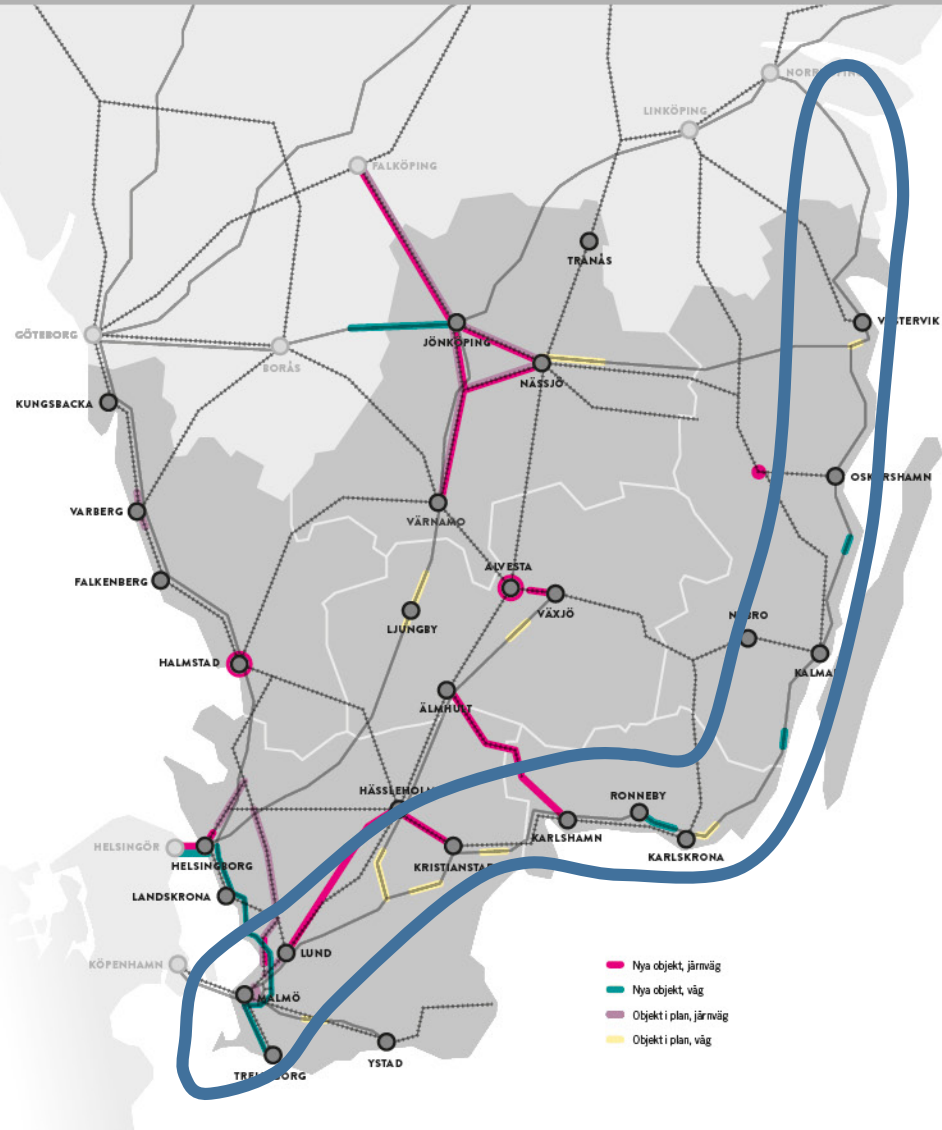 NORRKÖPING
LINKÖPING
FALKÖPING
TRANÅS
GÖTEBORG
JÖNKÖPING
VÄSTERVIK
BORÅS
NÄSSJÖ
KUNGSBACKA
OSKARSHAMN
VARBERG
VÄRNAMO
ALVESTA
FALKENBERG
VÄXJÖ
NYBRO
LJUNGBY
HALMSTAD
KALMAR
ÄLMHULT
HÄSSLEHOLM
RONNEBY
KARLSHAMN
HELSINGÖR
KARLSKRONA
HELSINGBORG
KRISTIANSTAD
LANDSKRONA
LUND
KÖPENHAMN
Nya objekt, järnväg
Nya objekt, väg
MALMÖ
Objekt i plan, järnväg
Objekt i plan, väg
YSTAD
TRELLEBORG